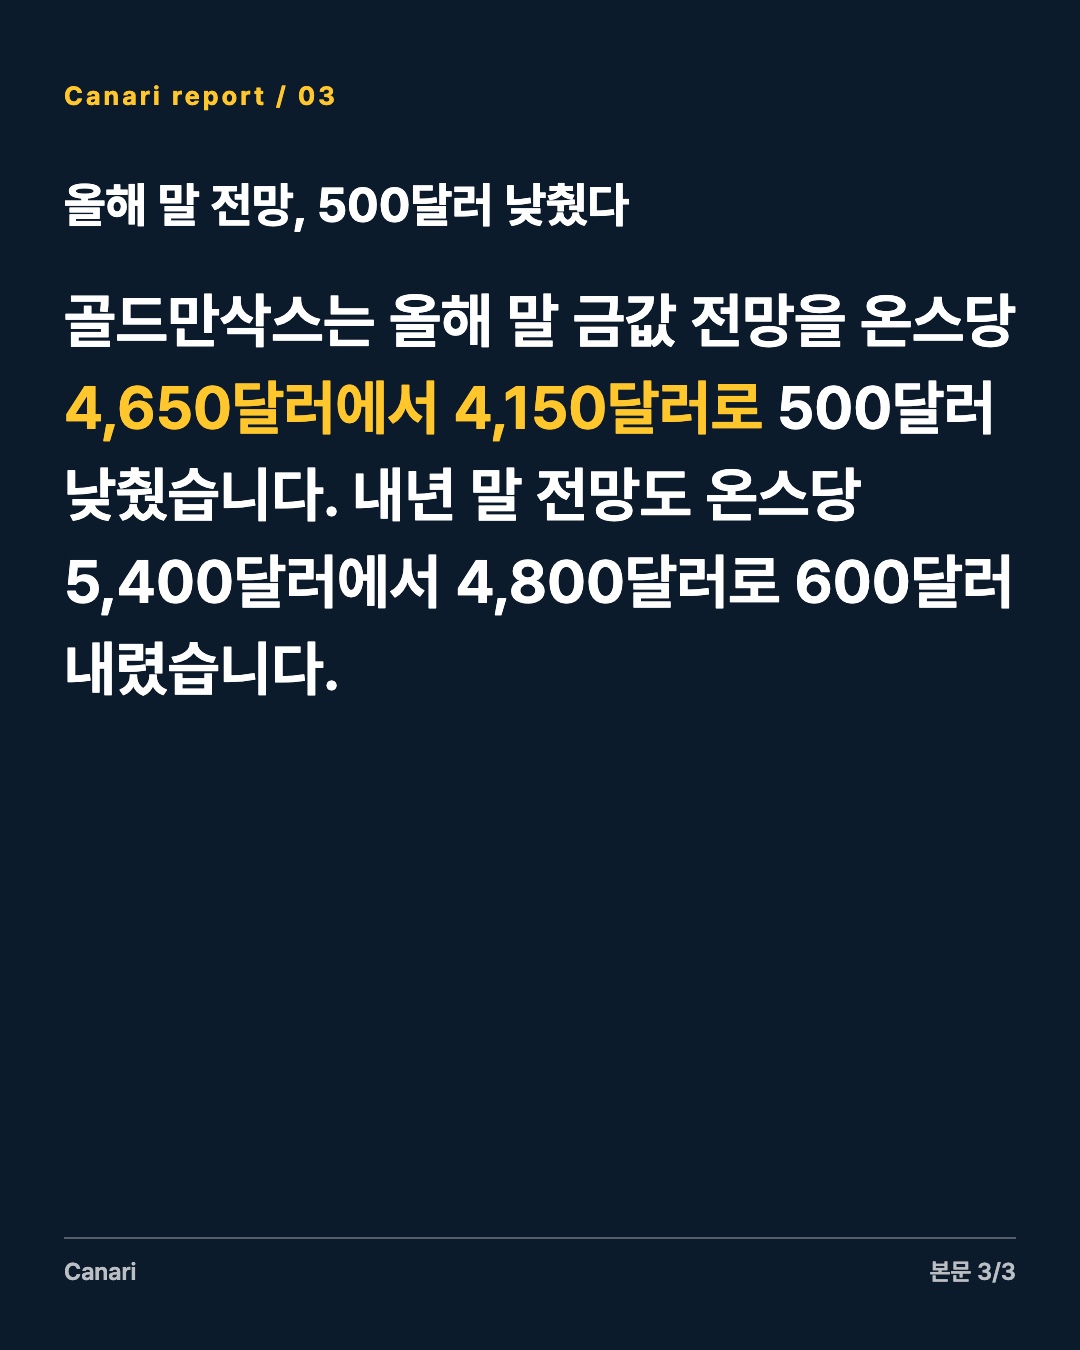 Canari report / 03
올해 말 전망, 500달러 낮췄다
골드만삭스는 올해 말 금값 전망을 온스당
4,650달러에서 4,150달러로 500달러
낮췄습니다. 내년 말 전망도 온스당
5,400달러에서 4,800달러로 600달러
내렸습니다.
Canari
본문 3/3